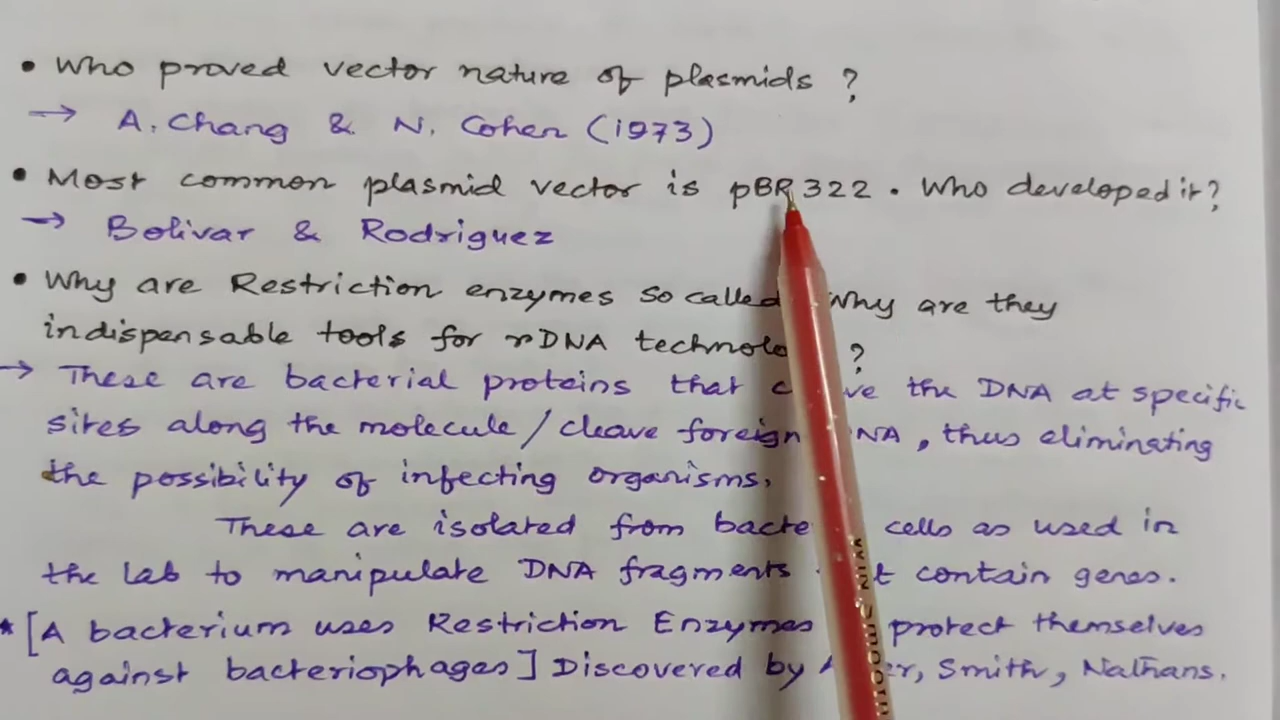 • Who proved vector nature of plasmids ?
→ A. Chang & N. Cohen (1973)
• Most common plasmid vector is pBR322 . Who developed it?
→ Bolivar & Rodriguez
• Why are Restriction enzymes so called Why are they
indispensable tools for rDNA technolo ?
→ These are bacterial proteins that c ve the DNA at specific
sites along the molecule / cleave foreign NA, thus eliminating
the possibility of infecting organisms.
These are isolated from bacte cells as used in
the lab to manipulate DNA fragments t contain genes.
* [A bacterium uses Restriction Enzymes protect themselves
against bacteriophages] Discovered by A r, Smith, Nathans.